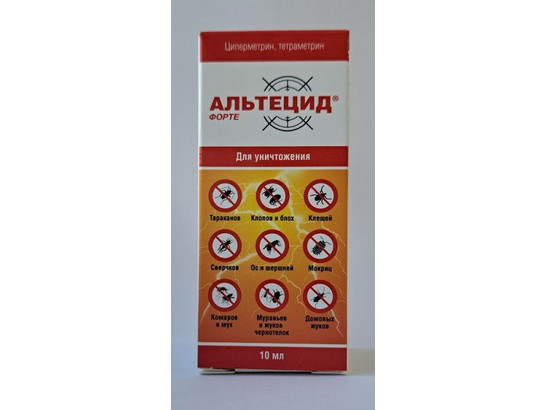 Циперметрин, тетраметрин
АЛЬТЕЦИД®
ФОРТЕ
Для уничтожения
Тараканов
Клопов и блох
Клещей
Сверчков
Ос и шершней
Мокриц
Комаров
и мух
Муравьев
и жуков
чернотелок
Домовых
жуков
10 мл